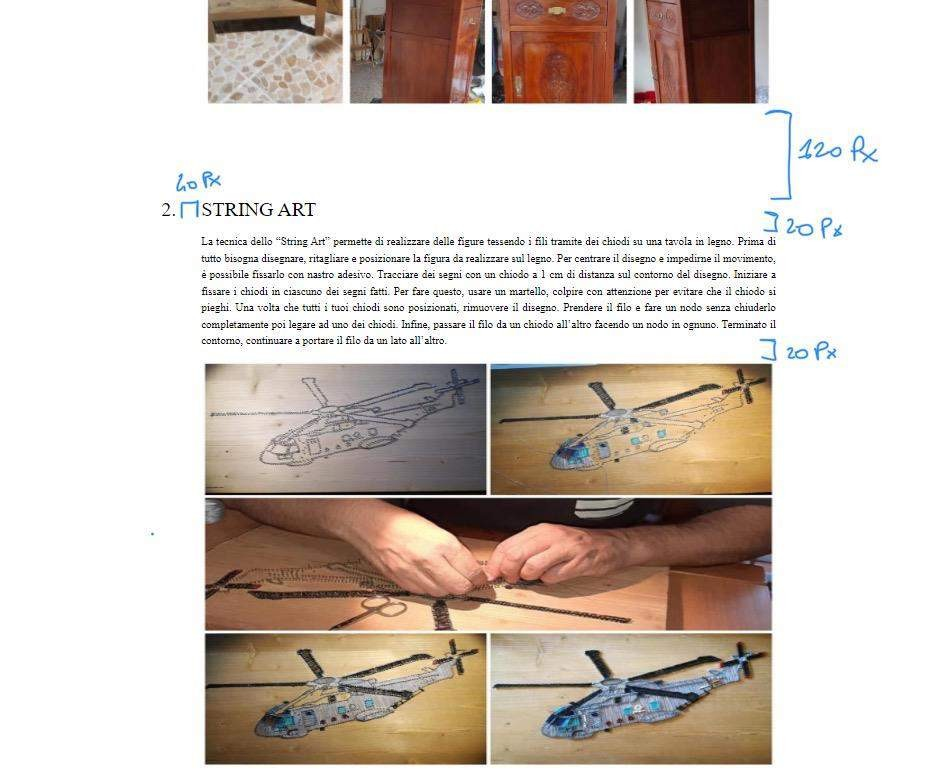 120 Px
40 Px
2. STRING ART
20 Px
La tecnica dello “String Art” permette di realizzare delle figure tessendo i fili tramite dei chiodi su una tavola in legno. Prima di
tutto bisogna disegnare, ritagliare e posizionare la figura da realizzare sul legno. Per centrare il disegno e impedirne il movimento,
è possibile fissarlo con nastro adesivo. Tracciare dei segni con un chiodo a 1 cm di distanza sul contorno del disegno. Iniziare a
fissare i chiodi in ciascuno dei segni fatti. Per fare questo, usare un martello, colpire con attenzione per evitare che il chiodo si
pieghi. Una volta che tutti i tuoi chiodi sono posizionati, rimuovere il disegno. Prendere il filo e fare un nodo senza chiuderlo
completamente poi legare ad uno dei chiodi. Infine, passare il filo da un chiodo all’altro facendo un nodo in ognuno. Terminato il
contorno, continuare a portare il filo da un lato all’altro.
20 Px